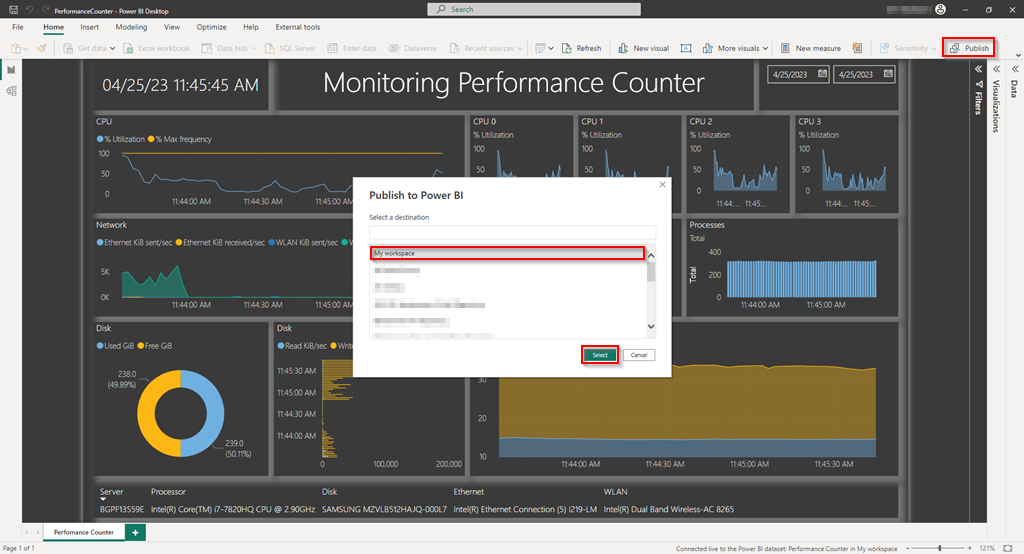 PerformanceCounter - Power BI Desktop
Search
File Home Insert Modeling View Optimize Help External tools
Get data Excel workbook Data hub SQL Server Enter data Dataverse Recent sources Refresh New visual More visuals New measure Sensitivity Publish
04/25/23 11:45:45 AM
Monitoring Performance Counter
4/25/2023 4/25/2023
Filters
Visualizations
Data
CPU
% Utilization % Max frequency
100
50
0
11:44:00 AM 11:44:30 AM
CPU 0
% Utilization
100
50
0
11:44:... 11:45:...
CPU 1
% Utilization
100
50
0
11:44:... 11:45:...
CPU 2
% Utilization
100
50
0
11:44:... 11:45:...
CPU 3
% Utilization
100
50
0
11:44:... 11:45:...
Publish to Power BI
Select a destination
My workspace
Select Cancel
Network
Ethernet KiB sent/sec Ethernet KiB received/sec WLAN KiB sent/sec W
5K
0K
11:44:00 AM 11:44:30 AM
Processes
Total
Total
400
200
0
11:44:00 AM 11:45:00 AM
Disk
Used GiB Free GiB
238.0
(49.89%)
239.0
(50.11%)
Disk
Read KiB/sec Writ
11:45:30 AM
11:45:00 AM
11:44:30 AM
11:44:00 AM
0 100,000 200,000
30
20
10
11:44:00 AM 11:44:30 AM 11:45:00 AM 11:45:30 AM
Server Processor Disk Ethernet WLAN
BGPF13S59E Intel(R) Core(TM) i7-7820HQ CPU @ 2.90GHz SAMSUNG MZVLB512HAJQ-000L7 Intel(R) Ethernet Connection (5) I219-LM Intel(R) Dual Band Wireless-AC 8265
Performance Counter
Page 1 of 1
Connected live to the Power BI dataset: Performance Counter in My workspace
121%